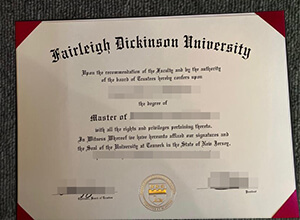 Fairleigh Dickinson University
Upon the recommendation of the Faculty and by the authority
of the board of Trustees hereby confers upon
the degree of
Master of
with all the rights and privileges pertaining thereto.
In Witness Whereof we have hereunto affixed our signatures and
the Seal of the University at Teaneck in the State of New Jersey,
President